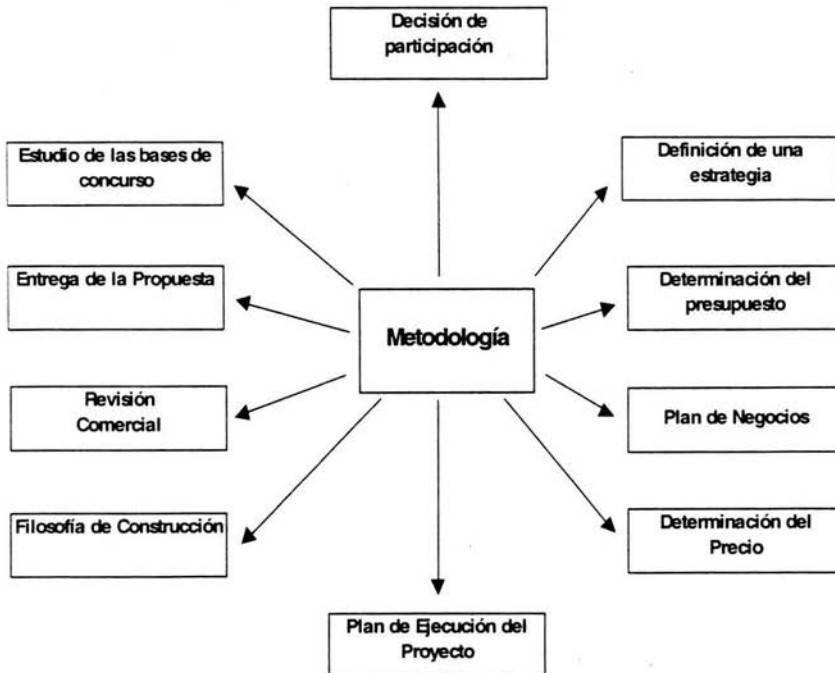 Decisión de
participación
Estudio de las bases de
concurso
Definición de una
estrategia
Entrega de la Propuesta
Determinación del
presupuesto
Metodología
Revisión
Comercial
Plan de Negocios
Filosofía de Construcción
Determinación del
Precio
Plan de Ejecución del
Proyecto